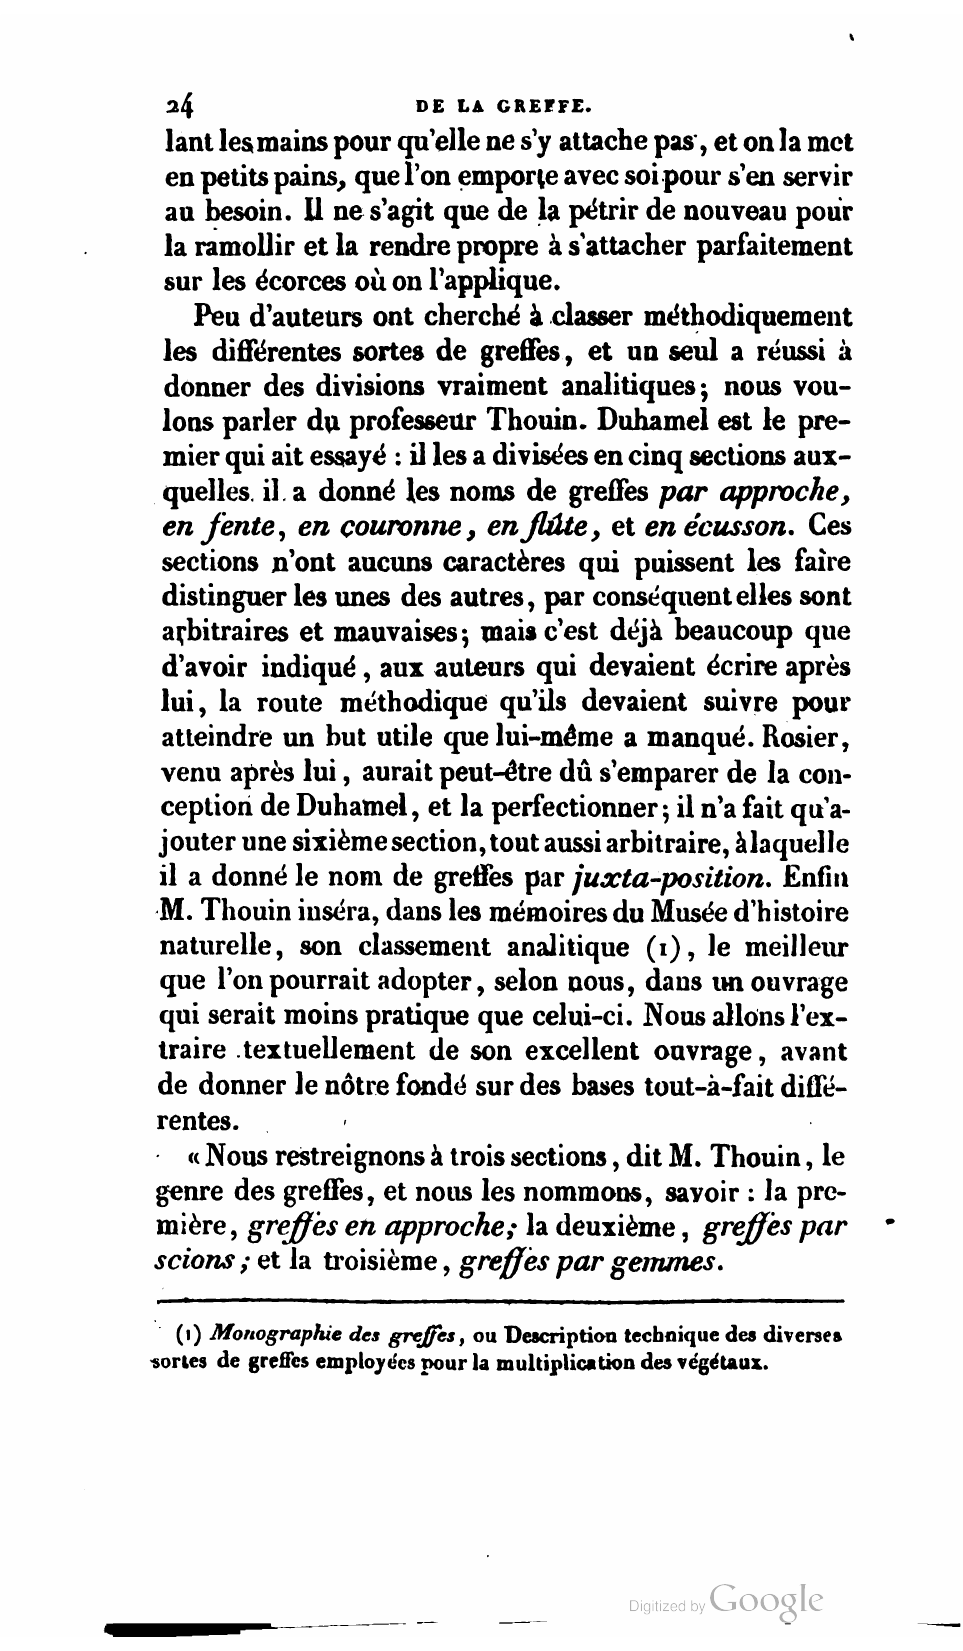 24 DE LA GREFFE.
lant les mains pour qu'elle ne s'y attache pas, et on la met
en petits pains, que l'on emporte avec soi pour s'en servir
au besoin. Il ne s'agit que de la pétrir de nouveau pour
la ramollir et la rendre propre à s'attacher parfaitement
sur les écorces où on l'applique.
Peu d'auteurs ont cherché à classer méthodiquement
les différentes sortes de greffes, et un seul a réussi à
donner des divisions vraiment analitiques; nous vou-
lons parler du professeur Thouin. Duhamel est le pre-
mier qui ait essayé : il les a divisées en cinq sections aux-
quelles il a donné les noms de greffes par approche,
en fente, en couronne, en flûte, et en écusson. Ces
sections n'ont aucuns caractères qui puissent les faire
distinguer les unes des autres, par conséquent elles sont
arbitraires et mauvaises; mais c'est déjà beaucoup que
d'avoir indiqué, aux auteurs qui devaient écrire après
lui, la route méthodique qu'ils devaient suivre pour
atteindre un but utile que lui-même a manqué. Rosier,
venu après lui, aurait peut-être dû s'emparer de la con-
ception de Duhamel, et la perfectionner; il n'a fait qu'a-
jouter une sixième section, tout aussi arbitraire, à laquelle
il a donné le nom de greffes par juxta-position. Enfin
M. Thouin inséra, dans les mémoires du Musée d'histoire
naturelle, son classement analitique (1), le meilleur
que l'on pourrait adopter, selon nous, dans un ouvrage
qui serait moins pratique que celui-ci. Nous allons l'ex-
traire textuellement de son excellent ouvrage, avant
de donner le nôtre fondé sur des bases tout-à-fait diffé-
rentes.
« Nous restreignons à trois sections, dit M. Thouin, le
genre des greffes, et nous les nommons, savoir : la pre-
mière, greffes en approche; la deuxième, greffes par
scions; et la troisième, greffes par gemmes.
(1) Monographie des greffes, ou Description technique des diverses
sortes de greffes employées pour la multiplication des végétaux.
Digitized by Google